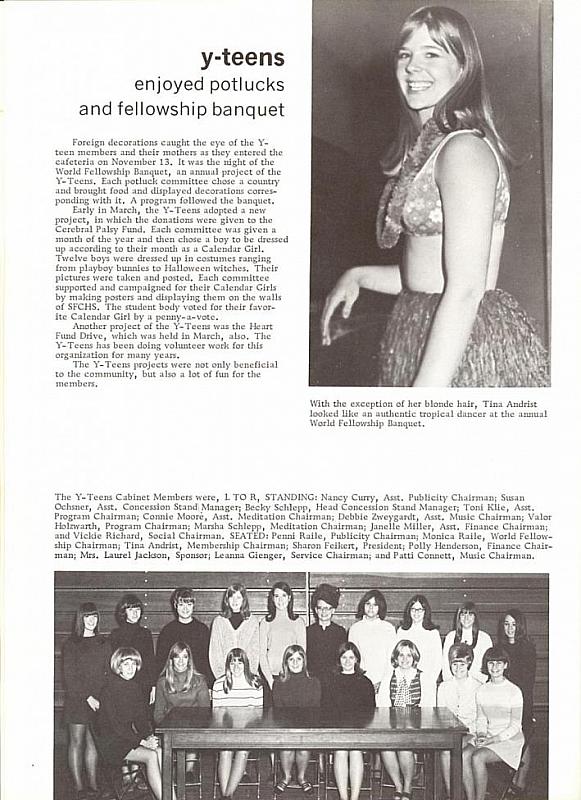 y-teens
enjoyed potlucks
and fellowship banquet
Foreign decorations caught the eye of the Y-
teen members and their mothers as they entered the
cafeteria on November 13. It was the night of the
World Fellowship Banquet, an annual project of the
Y-Teens. Each potluck committee chose a country
and brought food and displayed decorations corres-
ponding with it. A program followed the banquet.
Early in March, the Y-Teens adopted a new
project, in which the donations were given to the
Cerebral Palsy Fund. Each committee was given a
month of the year and then chose a boy to be dressed
up according to their month as a Calendar Girl.
Twelve boys were dressed up in costumes ranging
from playboy bunnies to Halloween witches. Their
pictures were taken and posted. Each committee
supported and campaigned for their Calendar Girls
by making posters and displaying them on the walls
of SFCHS. The student body voted for their favor-
ite Calendar Girl by a penny-a-vote.
Another project of the Y-Teens was the Heart
Fund Drive, which was held in March, also. The
Y-Teens has been doing volunteer work for this
organization for many years.
The Y-Teens projects were not only beneficial
to the community, but also a lot of fun for the
members.
With the exception of her blonde hair, Tina Andrist
looked like an authentic tropical dancer at the annual
World Fellowship Banquet.
The Y-Teens Cabinet Members were, L TO R, STANDING: Nancy Curry, Asst. Publicity Chairman; Susan
Ochsner, Asst. Concession Stand Manager; Becky Schlepp, Head Concession Stand Manager; Toni Klie, Asst.
Program Chairman; Connie Moore, Asst. Meditation Chairman; Debbie Zweygardt, Asst. Music Chairman; Valor
Holzwarth, Program Chairman; Marsha Schlepp, Meditation Chairman; Janelle Miller, Asst. Finance Chairman;
and Vickie Richard, Social Chairman. SEATED: Penni Raile, Publicity Chairman; Monica Raile, World Fellow-
ship Chairman; Tina Andrist, Membership Chairman; Sharon Feikert, President; Polly Henderson, Finance Chair-
man; Mrs. Laurel Jackson, Sponsor; Leanna Gienger, Service Chairman; and Patti Connett, Music Chairman.